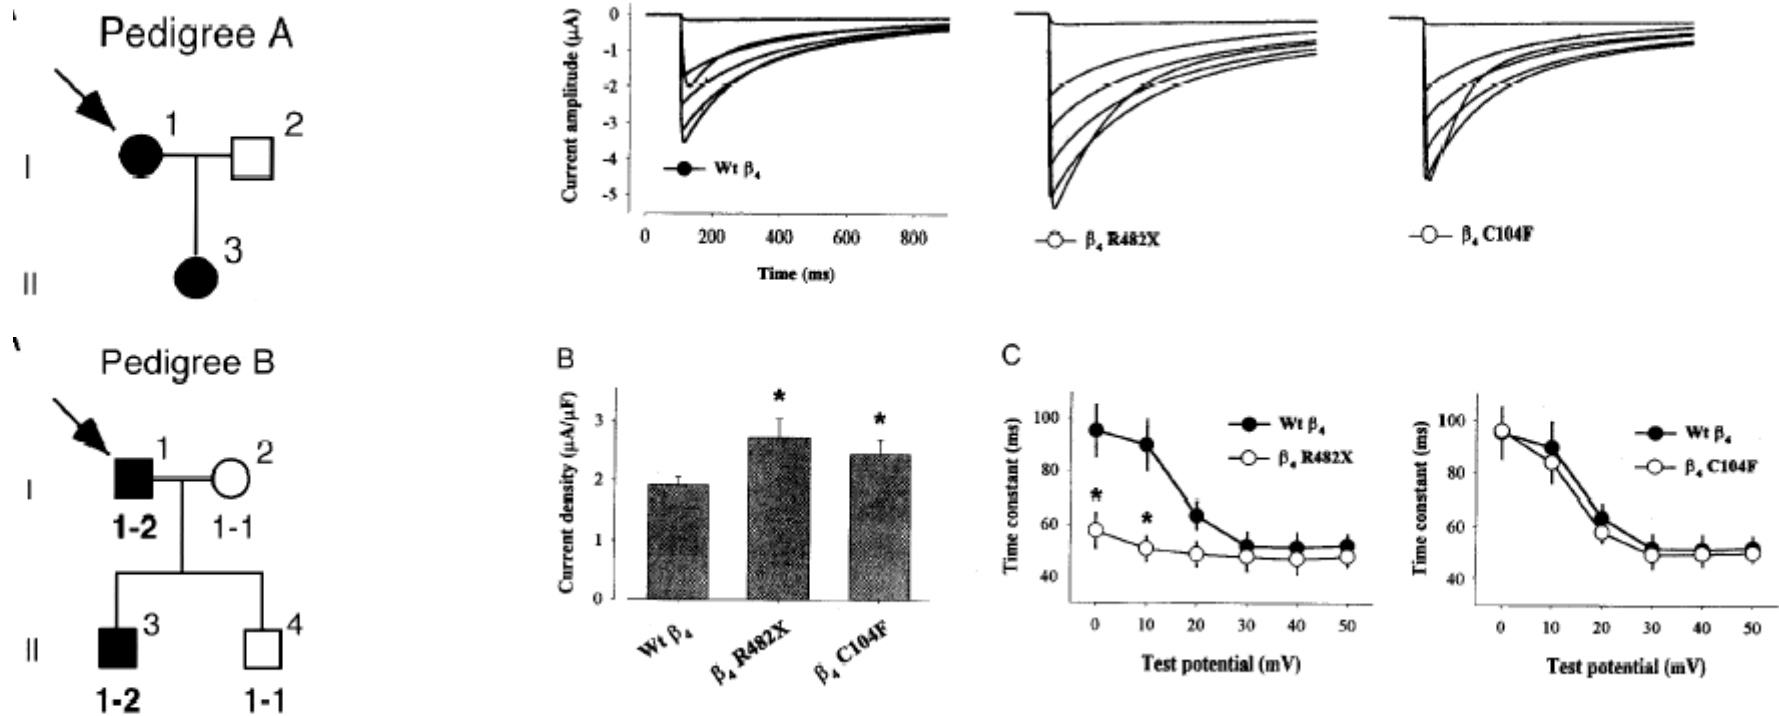 Pedigree A
1
2
I
3
II
Pedigree B
1
2
I
1-2
1-1
3
4
II
1-2
1-1
Current amplitude (μA)
0
-1
-2
-3
-4
-5
Wt β4
0
200
400
600
800
Time (ms)
β4 R482X
β4 C104F
B
Current density (μA/μF)
3
2
1
0
*
*
Wt β4
β4 R482X
β4 C104F
C
Time constant (ms)
100
80
60
40
Wt β4
β4 R482X
*
*
0
10
20
30
40
50
Test potential (mV)
Time constant (ms)
100
80
60
40
Wt β4
β4 C104F
0
10
20
30
40
50
Test potential (mV)